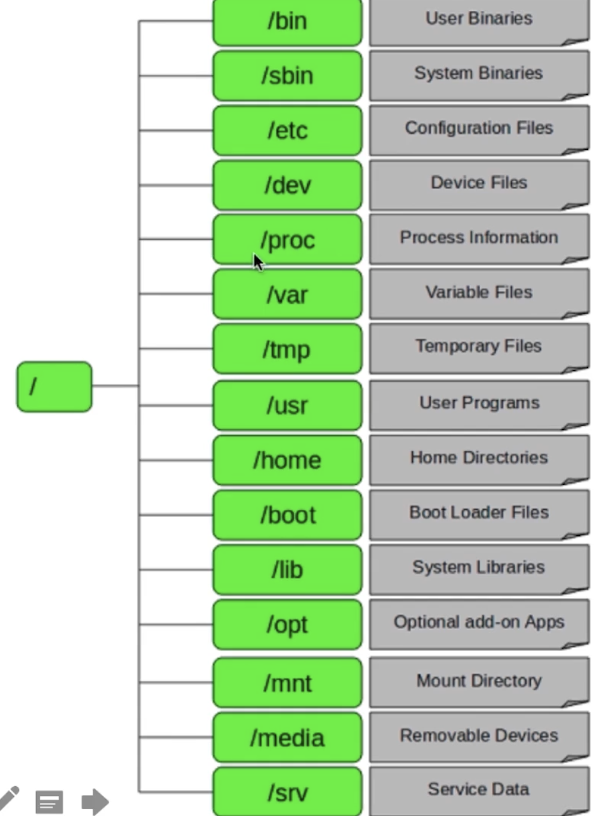 /bin User Binaries
/sbin System Binaries
/etc Configuration Files
/dev Device Files
/proc Process Information
/var Variable Files
/tmp Temporary Files
/
/usr User Programs
/home Home Directories
/boot Boot Loader Files
/lib System Libraries
/opt Optional add-on Apps
/mnt Mount Directory
/media Removable Devices
/srv Service Data